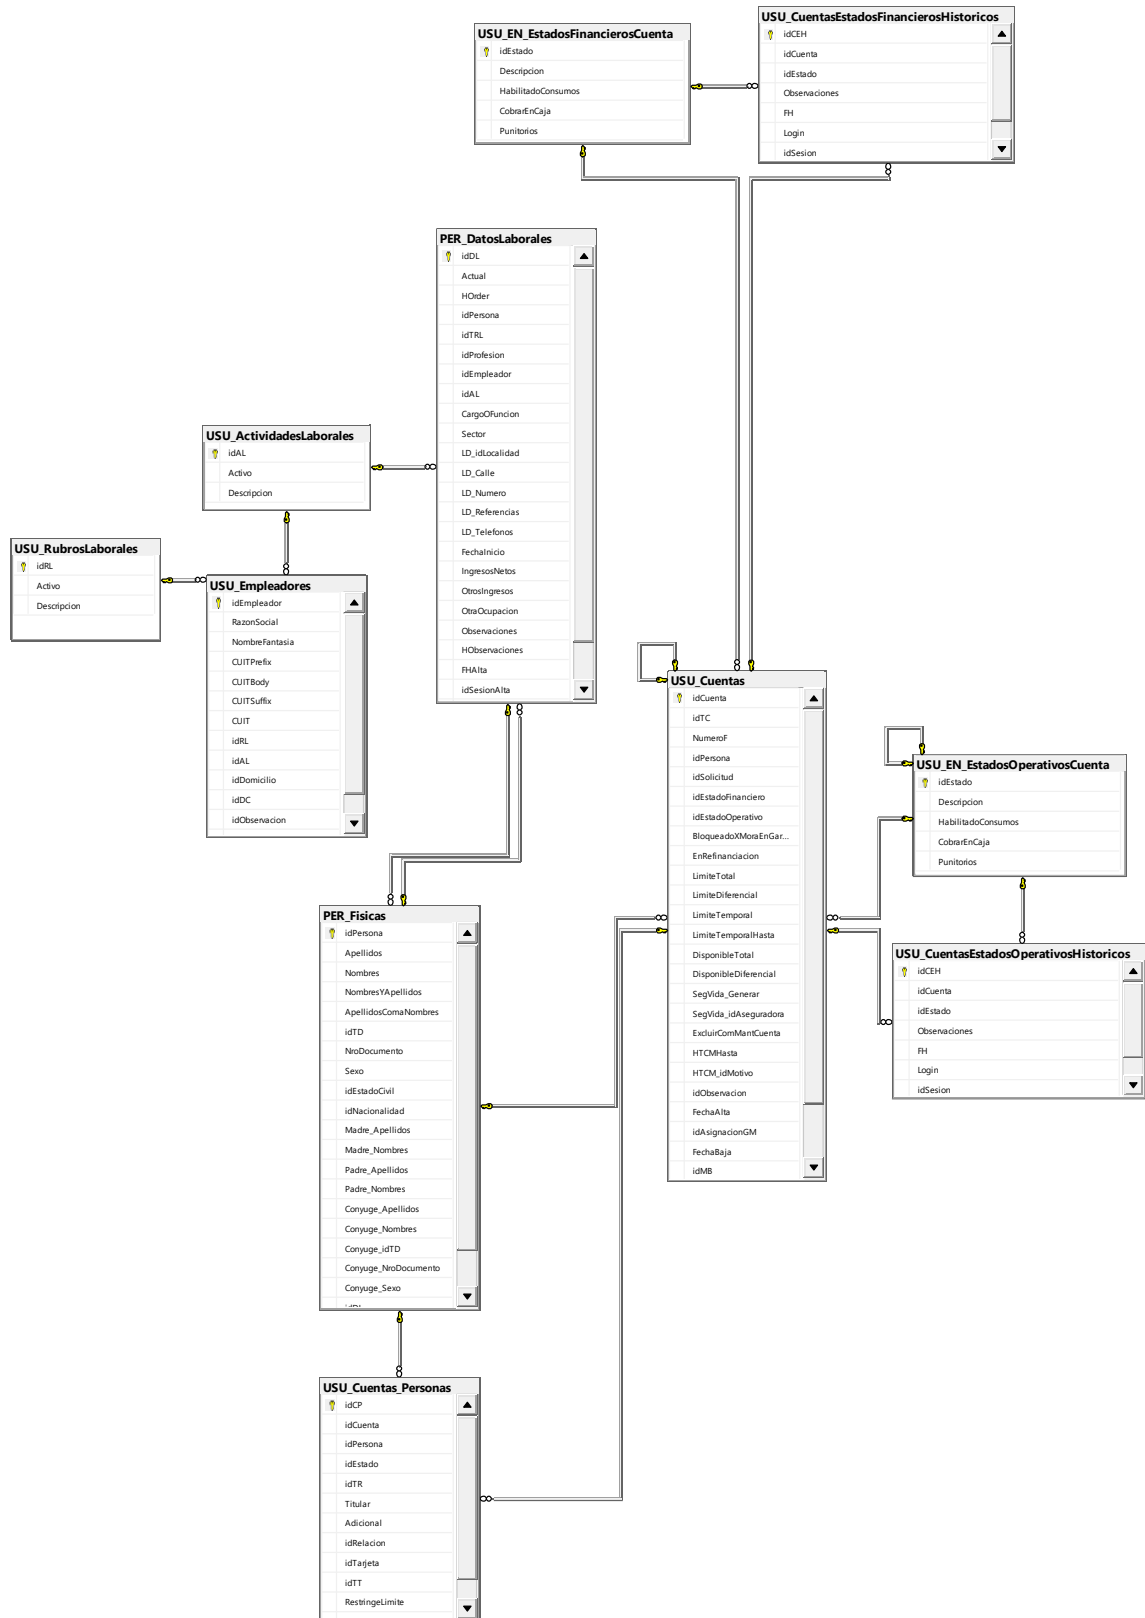 USU_EN_EstadosFinancierosCuenta
idEstado
Descripcion
HabilitadoConsumos
CobrarEnCaja
Punitorios
USU_CuentasEstadosFinancierosHistoricos
idCEH
idCuenta
idEstado
Observaciones
FH
Login
idSesion
PER_DatosLaborales
idDL
Actual
HOrder
idPersona
idTRL
idProfesion
idEmpleador
idAL
CargoOFuncion
Sector
LD_idLocalidad
LD_Calle
LD_Numero
LD_Referencias
LD_Telefonos
FechaInicio
IngresosNetos
OtrosIngresos
OtraOcupacion
Observaciones
HObservaciones
FHAlta
idSesionAlta
USU_ActividadesLaborales
idAL
Activo
Descripcion
USU_RubrosLaborales
idRL
Activo
Descripcion
USU_Empleadores
idEmpleador
RazonSocial
NombreFantasia
CUITPrefix
CUITBody
CUITSuffix
CUIT
idRL
idAL
idDomicilio
idDC
idObservacion
USU_Cuentas
idCuenta
idTC
NumeroF
idPersona
idSolicitud
idEstadoFinanciero
idEstadoOperativo
BloqueadoXMoraEnGar...
EnRefinanciacion
LimiteTotal
LimiteDiferencial
LimiteTemporal
LimiteTemporalHasta
DisponibleTotal
DisponibleDiferencial
SegVida_Generar
SegVida_idAseguradora
ExcluirComMantCuenta
HTCMHasta
HTCM_idMotivo
idObservacion
FechaAlta
idAsignacionGM
FechaBaja
idMB
USU_EN_EstadosOperativosCuenta
idEstado
Descripcion
HabilitadoConsumos
CobrarEnCaja
Punitorios
USU_CuentasEstadosOperativosHistoricos
idCEH
idCuenta
idEstado
Observaciones
FH
Login
idSesion
PER_Fisicas
idPersona
Apellidos
Nombres
NombresYApellidos
ApellidosComaNombres
idTD
NroDocumento
Sexo
idEstadoCivil
idNacionalidad
Madre_Apellidos
Madre_Nombres
Padre_Apellidos
Padre_Nombres
Conyuge_Apellidos
Conyuge_Nombres
Conyuge_idTD
Conyuge_NroDocumento
Conyuge_Sexo
USU_Cuentas_Personas
idCP
idCuenta
idPersona
idEstado
idTR
Titular
Adicional
idRelacion
idTarjeta
idTT
RestringeLimite